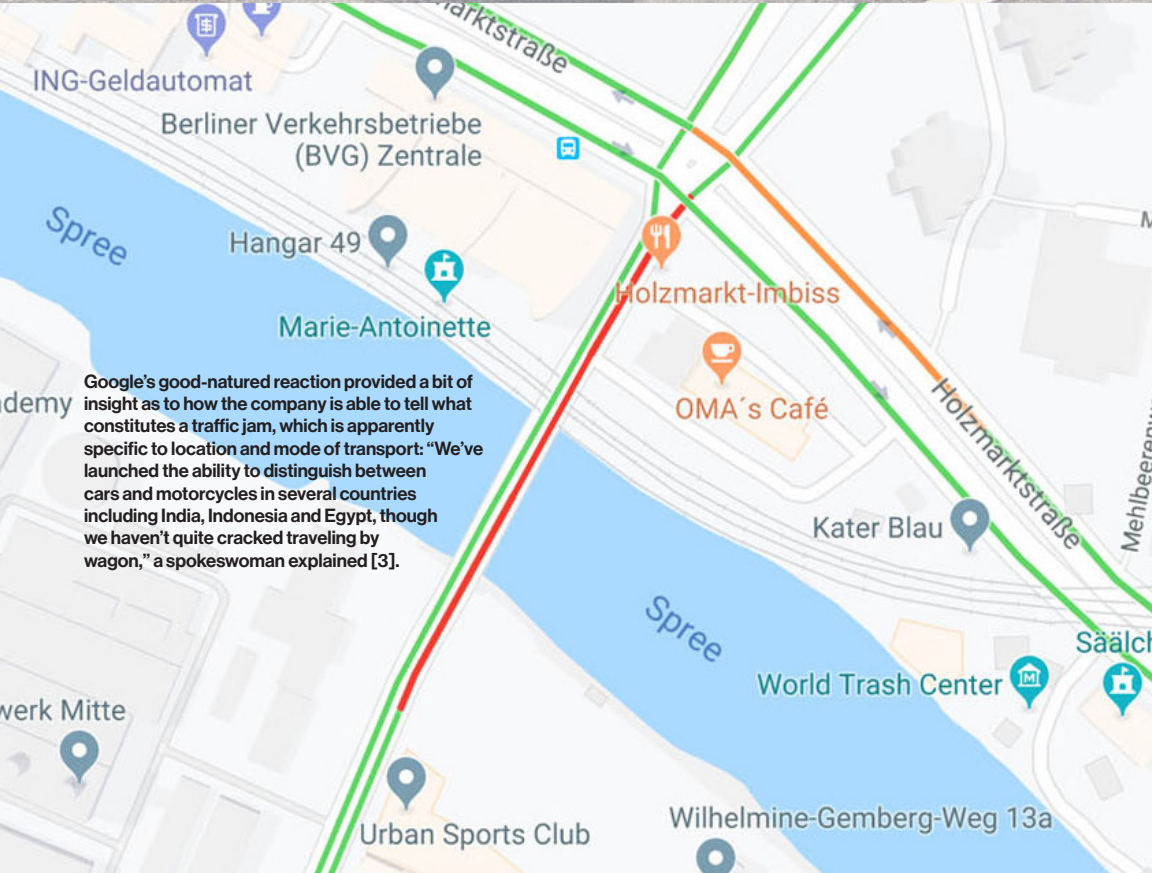 arktstraße
ING-Geldautomat
Berliner Verkehrsbetriebe
(BVG) Zentrale
Spree
Hangar 49
Holzmarkt-Imbiss
Marie-Antoinette
Google’s good-natured reaction provided a bit of
insight as to how the company is able to tell what
constitutes a traffic jam, which is apparently
specific to location and mode of transport: “We’ve
launched the ability to distinguish between
cars and motorcycles in several countries
including India, Indonesia and Egypt, though
we haven’t quite cracked traveling by
wagon,” a spokeswoman explained [3].
ademy
OMA´s Café
Holzmarktstraße
Mehlbeerenw
Kater Blau
Spree
Säälch
World Trash Center
werk Mitte
Wilhelmine-Gemberg-Weg 13a
Urban Sports Club